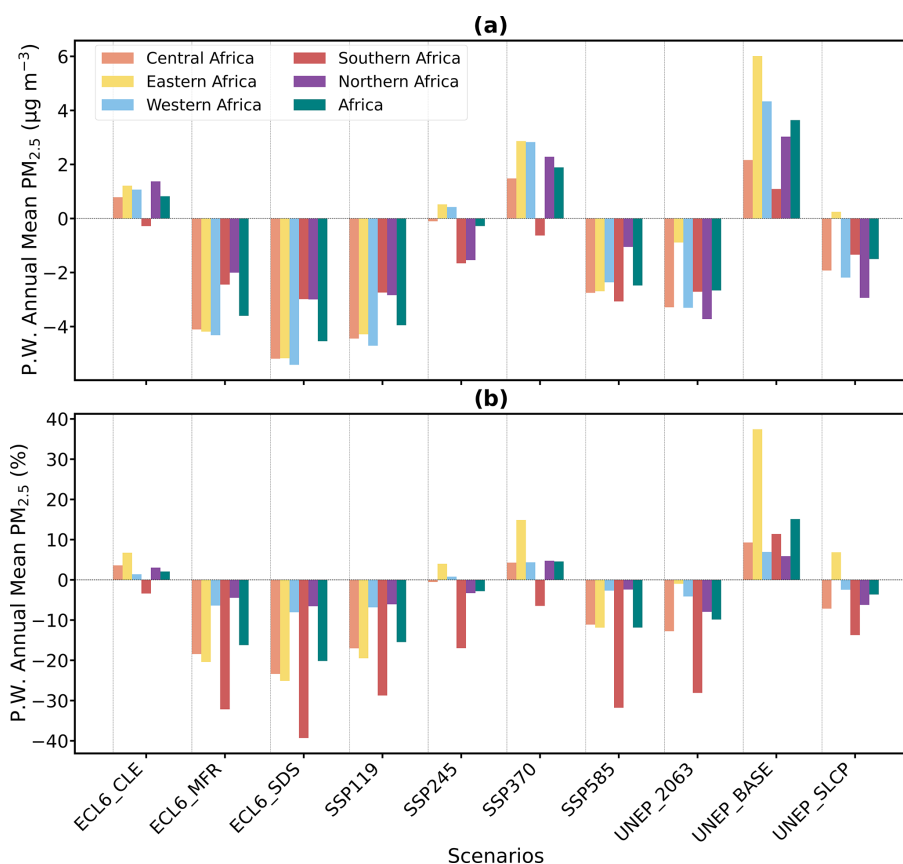 (a)
P.W. Annual Mean PM2.5 (µg m−3)
6
4
2
0
−2
−4
Central Africa
Eastern Africa
Western Africa
Southern Africa
Northern Africa
Africa
(b)
P.W. Annual Mean PM2.5 (%)
40
30
20
10
0
−10
−20
−30
−40
ECL6_CLE
ECL6_MFR
ECL6_SDS
SSP119
SSP245
SSP370
SSP585
UNEP_2063
UNEP_BASE
UNEP_SLCP
Scenarios